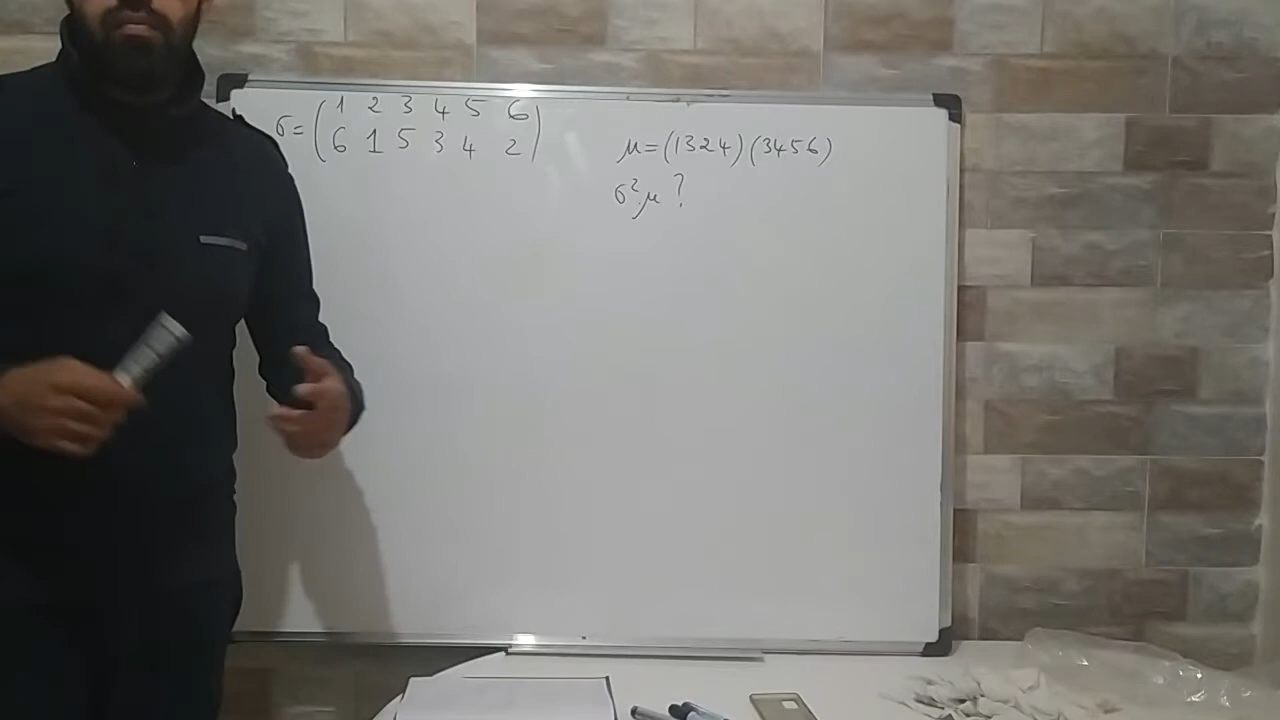 σ = ( 1 2 3 4 5 6
6 1 5 3 4 2 )
μ = (1324)(3456)
σ².μ ?